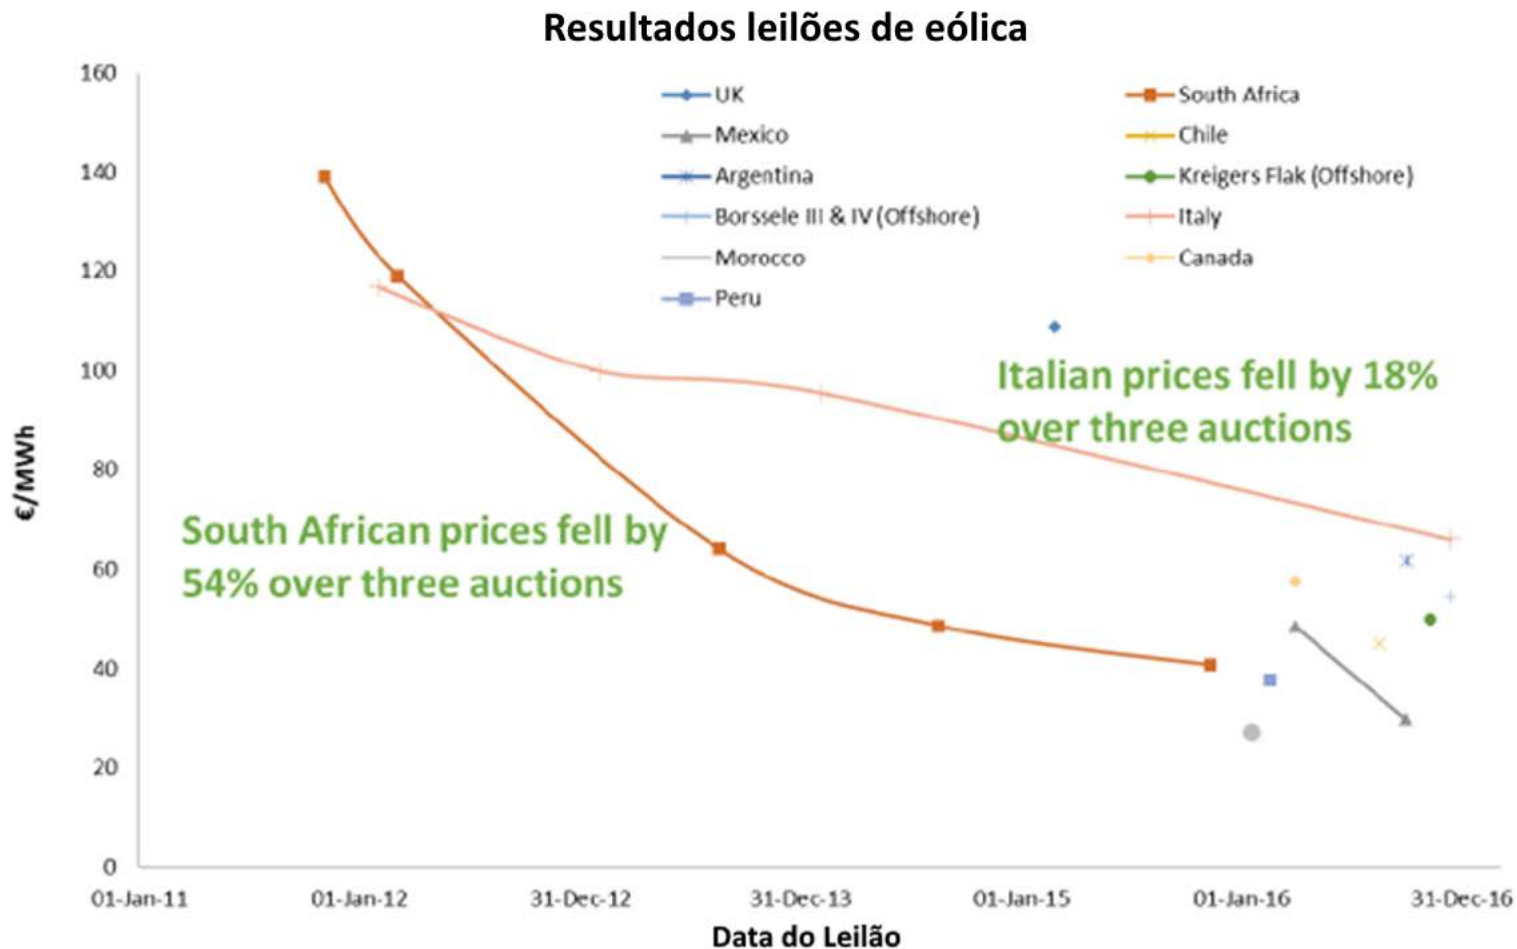 Resultados leilões de eólica
160
140
120
100
80
60
40
20
0
€/MWh
UK
South Africa
Mexico
Chile
Argentina
Kreigers Flak (Offshore)
Borssele III & IV (Offshore)
Italy
Morocco
Canada
Peru
Italian prices fell by 18%
over three auctions
South African prices fell by
54% over three auctions
01-Jan-11
01-Jan-12
31-Dec-12
31-Dec-13
01-Jan-15
01-Jan-16
31-Dec-16
Data do Leilão